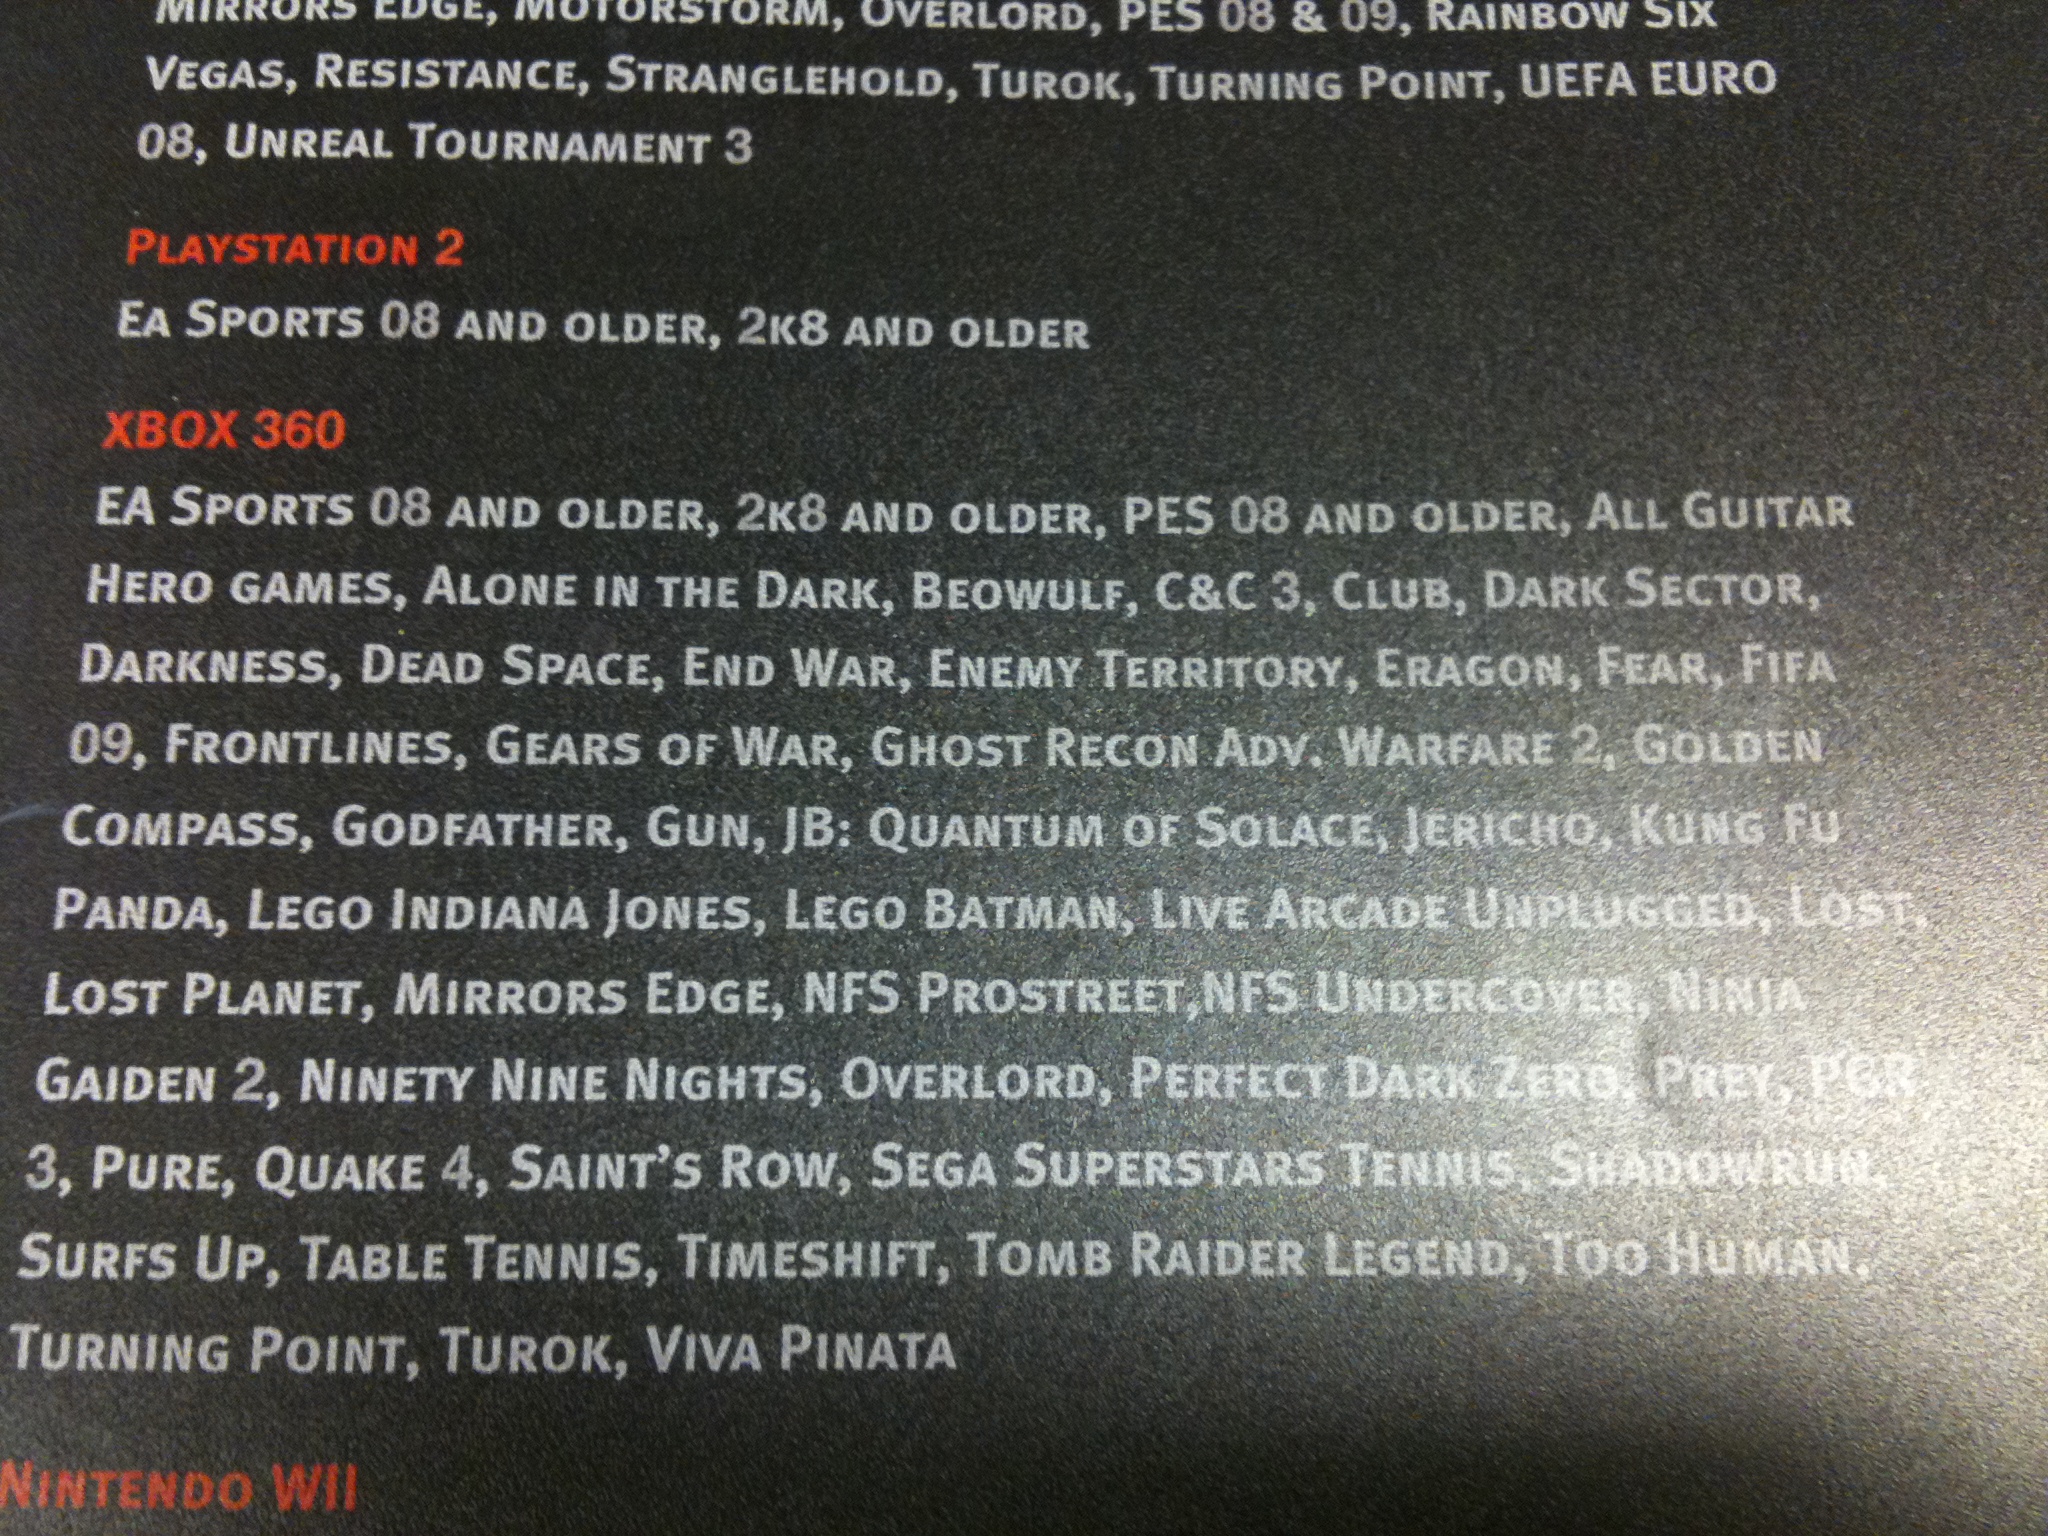 Mirrors Edge, Motorstorm, Overlord, PES 08 & 09, Rainbow Six
Vegas, Resistance, Stranglehold, Turok, Turning Point, UEFA EURO
08, Unreal Tournament 3
Playstation 2
Ea Sports 08 and older, 2k8 and older
XBOX 360
EA Sports 08 and older, 2k8 and older, PES 08 and older, All Guitar
Hero games, Alone in the Dark, Beowulf, C&C 3, Club, Dark Sector,
Darkness, Dead Space, End War, Enemy Territory, Eragon, Fear, Fifa
09, Frontlines, Gears of War, Ghost Recon Adv. Warfare 2, Golden
Compass, Godfather, Gun, JB: Quantum of Solace, Jericho, Kung Fu
Panda, Lego Indiana Jones, Lego Batman, Live Arcade Unplugged, Lost,
Lost Planet, Mirrors Edge, NFS Prostreet,NFS Undercover, Ninja
Gaiden 2, Ninety Nine Nights, Overlord, Perfect Dark Zero, Prey, PGR
3, Pure, Quake 4, Saint's Row, Sega Superstars Tennis, Shadowrun,
Surfs Up, Table Tennis, Timeshift, Tomb Raider Legend, Too Human,
Turning Point, Turok, Viva Pinata
Nintendo Wii